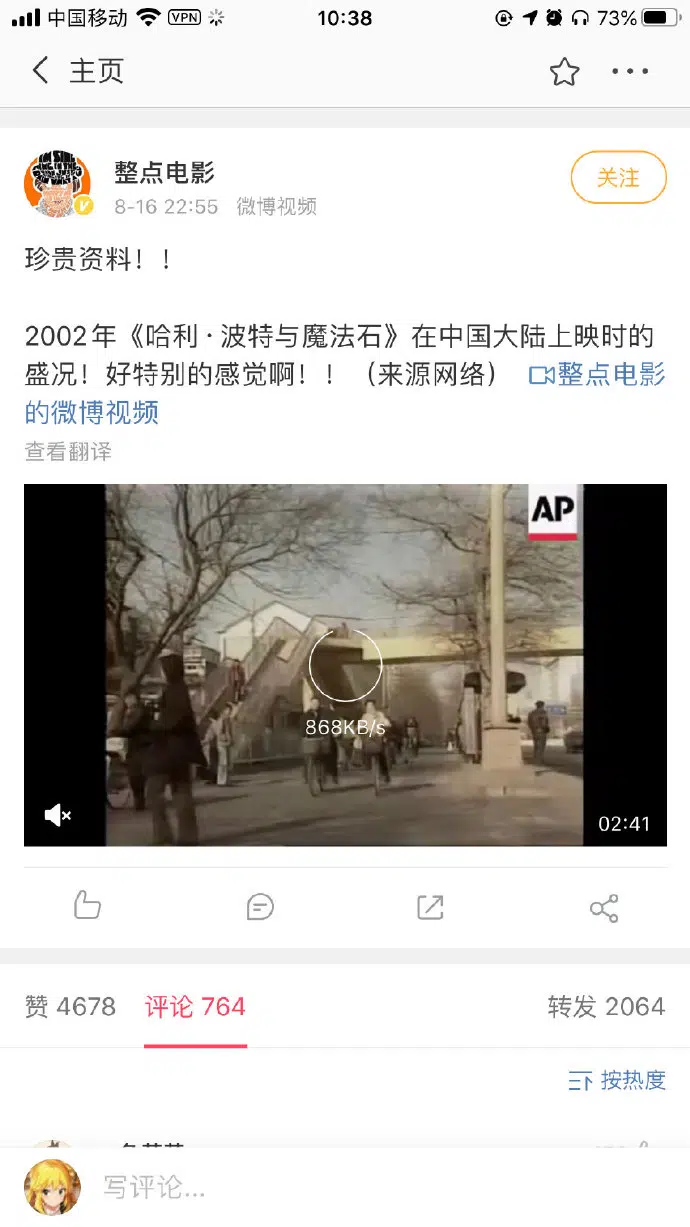 中国移动 VPN 10:38 73%
主页
整点电影
8-16 22:55 微博视频
关注
珍贵资料！！
2002年《哈利·波特与魔法石》在中国大陆上映时的
盛况！好特别的感觉啊！！（来源网络） 整点电影
的微博视频
查看翻译
AP
868KB/s
02:41
赞 4678 评论 764 转发 2064
按热度
写评论...